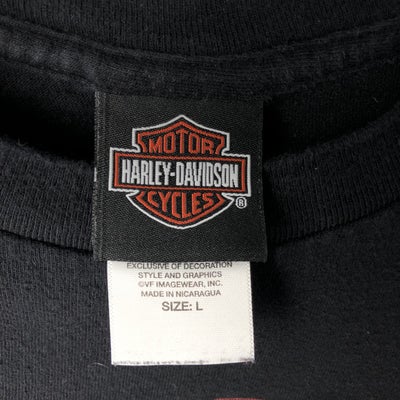 MOTOR
HARLEY-DAVIDSON
CYCLES
®
EXCLUSIVE OF DECORATION
STYLE AND GRAPHICS
©VF IMAGEWEAR, INC.
MADE IN NICARAGUA
SIZE: L